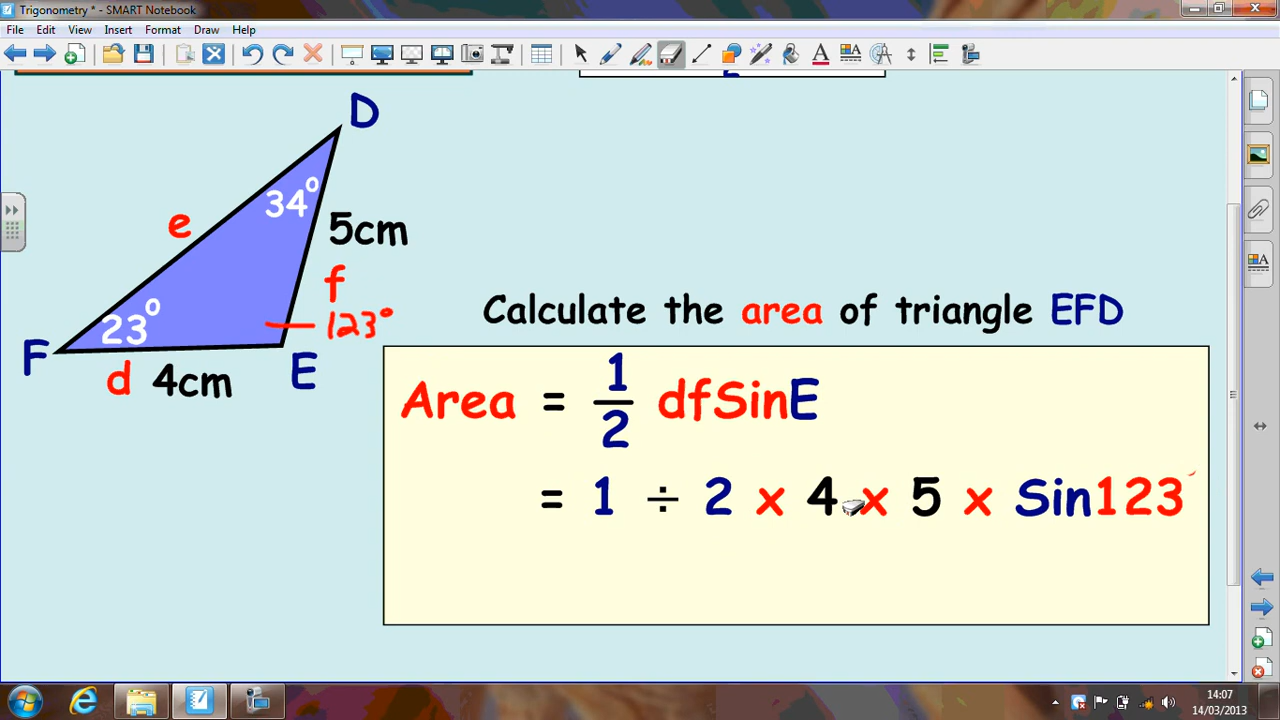 Trigonometry * - SMART Notebook
File Edit View Insert Format Draw Help
D
34°
e
5cm
f
123°
23°
F
d 4cm
E
Calculate the area of triangle EFD
Area = 1/2 dfSinE
= 1 ÷ 2 x 4 x 5 x Sin123
14:07
14/03/2013